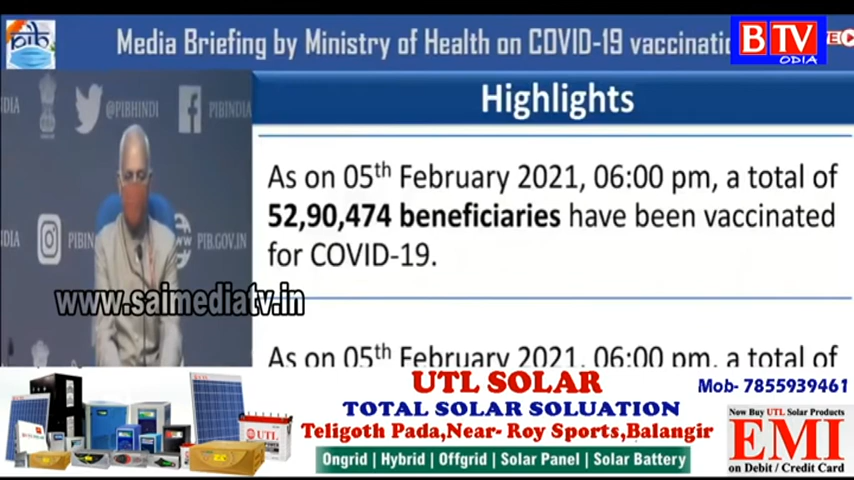 pib
Media Briefing by Ministry of Health on COVID-19 vaccinatio
BTV
ODIA
Highlights
@PIBHINDI
PIBINDIA
As on 05th February 2021, 06:00 pm, a total of
52,90,474 beneficiaries have been vaccinated
for COVID-19.
PIB.GOV.IN
www.saimediatv.in
As on 05th February 2021, 06:00 pm, a total of
UTL SOLAR
Mob- 7855939461
TOTAL SOLAR SOLUATION
Teligoth Pada,Near- Roy Sports,Balangir
Ongrid | Hybrid | Offgrid | Solar Panel | Solar Battery
Now Buy UTL Solar Products
EMI
on Debit / Credit Card
UTL